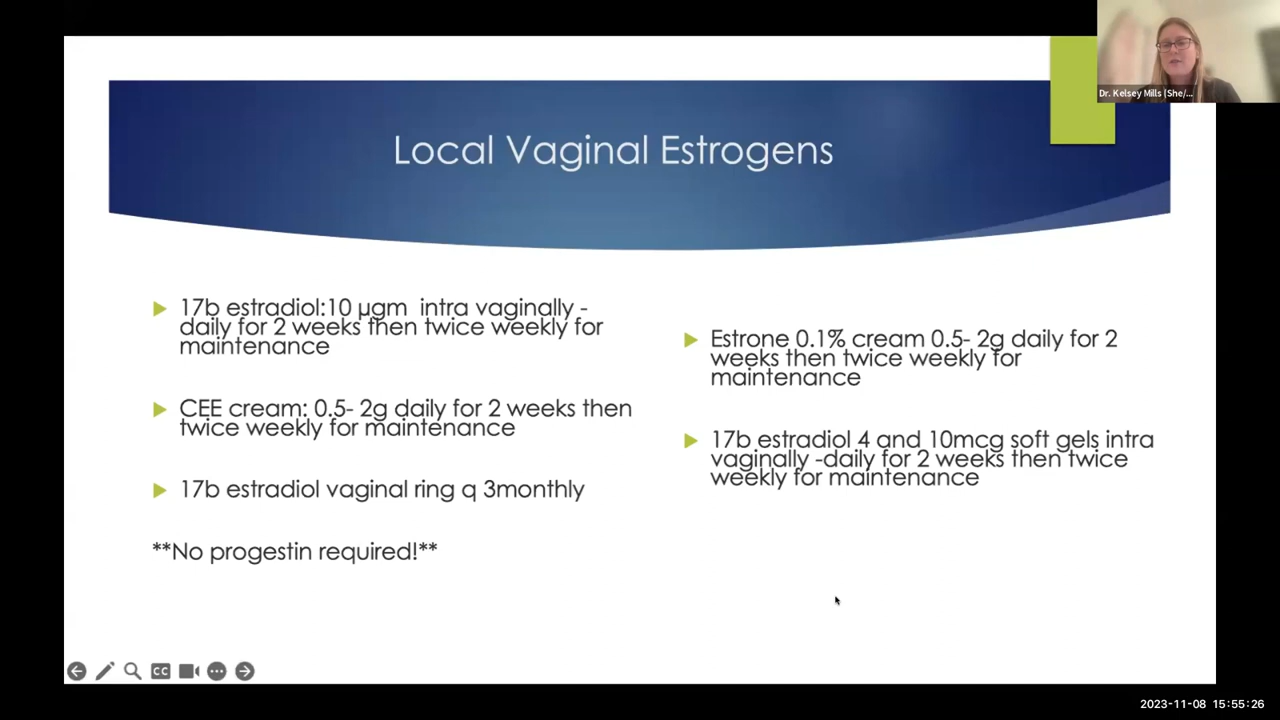 Dr. Kelsey Mills (She/...
Local Vaginal Estrogens
17b estradiol:10 µgm  intra vaginally -
daily for 2 weeks then twice weekly for
maintenance
CEE cream: 0.5- 2g daily for 2 weeks then
twice weekly for maintenance
17b estradiol vaginal ring q 3monthly
**No progestin required!**
Estrone 0.1% cream 0.5- 2g daily for 2
weeks then twice weekly for
maintenance
17b estradiol 4 and 10mcg soft gels intra
vaginally -daily for 2 weeks then twice
weekly for maintenance
CC
2023-11-08 15:55:26